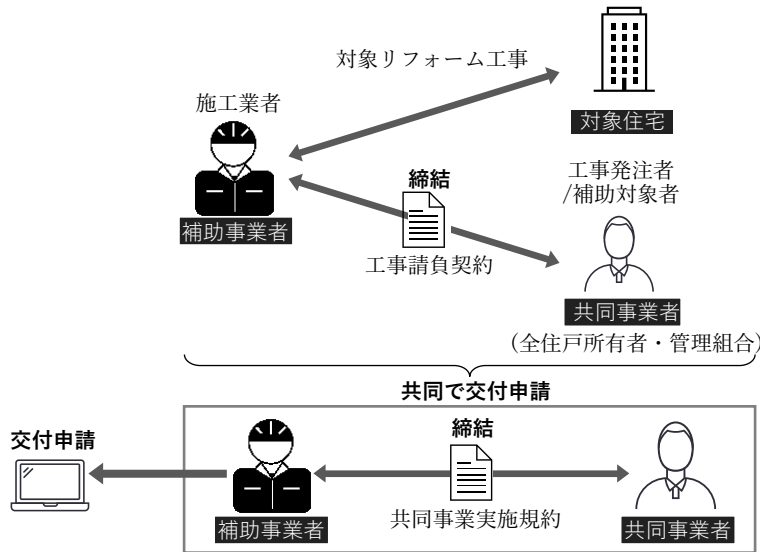 対象リフォーム工事
施工業者
対象住宅
補助事業者
締結
工事請負契約
工事発注者
/補助対象者
共同事業者
(全住戸所有者・管理組合)
共同で交付申請
交付申請
補助事業者
締結
共同事業実施規約
共同事業者